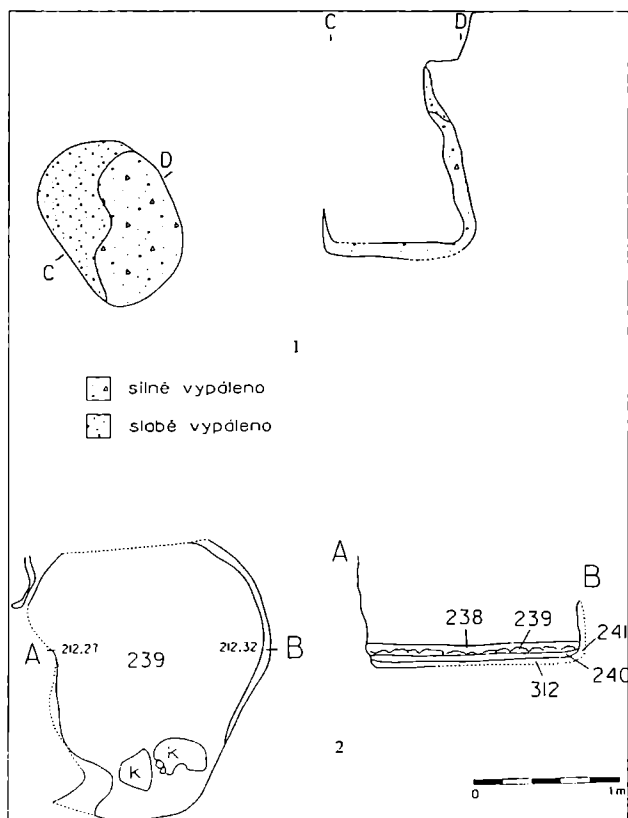 C D
D
C
1
silně vypáleno
slabě vypáleno
A B
A 212.27 239 212.32 B
238 239 241
240
312
K K
2
0 1m